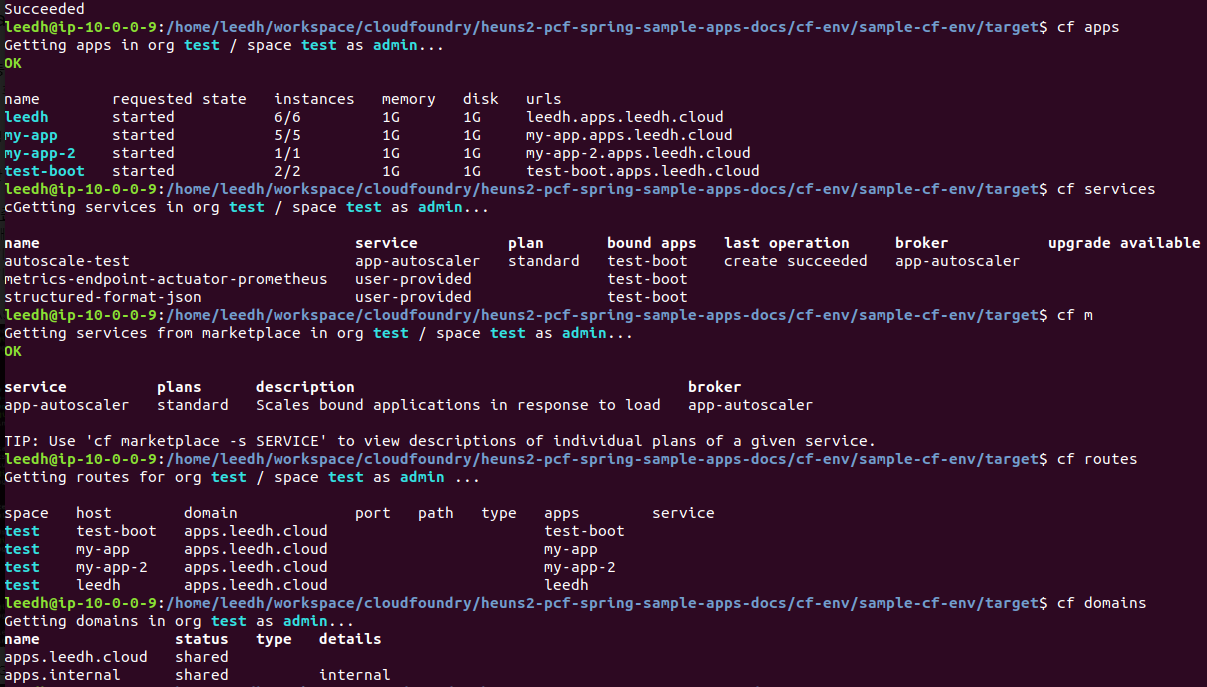 Succeeded
leedh@ip-10-0-0-9:/home/leedh/workspace/cloudfoundry/heuns2-pcf-spring-sample-apps-docs/cf-env/sample-cf-env/target$ cf apps
Getting apps in org test / space test as admin...
OK
name requested state instances memory disk urls
leedh started 6/6 1G 1G leedh.apps.leedh.cloud
my-app started 5/5 1G 1G my-app.apps.leedh.cloud
my-app-2 started 1/1 1G 1G my-app-2.apps.leedh.cloud
test-boot started 2/2 1G 1G test-boot.apps.leedh.cloud
leedh@ip-10-0-0-9:/home/leedh/workspace/cloudfoundry/heuns2-pcf-spring-sample-apps-docs/cf-env/sample-cf-env/target$ cf services
cGetting services in org test / space test as admin...
name service plan bound apps last operation broker upgrade available
autoscale-test app-autoscaler standard test-boot create succeeded app-autoscaler
metrics-endpoint-actuator-prometheus user-provided test-boot
structured-format-json user-provided test-boot
leedh@ip-10-0-0-9:/home/leedh/workspace/cloudfoundry/heuns2-pcf-spring-sample-apps-docs/cf-env/sample-cf-env/target$ cf m
Getting services from marketplace in org test / space test as admin...
OK
service plans description broker
app-autoscaler standard Scales bound applications in response to load app-autoscaler
TIP: Use 'cf marketplace -s SERVICE' to view descriptions of individual plans of a given service.
leedh@ip-10-0-0-9:/home/leedh/workspace/cloudfoundry/heuns2-pcf-spring-sample-apps-docs/cf-env/sample-cf-env/target$ cf routes
Getting routes for org test / space test as admin ...
space host domain port path type apps service
test test-boot apps.leedh.cloud test-boot
test my-app apps.leedh.cloud my-app
test my-app-2 apps.leedh.cloud my-app-2
test leedh apps.leedh.cloud leedh
leedh@ip-10-0-0-9:/home/leedh/workspace/cloudfoundry/heuns2-pcf-spring-sample-apps-docs/cf-env/sample-cf-env/target$ cf domains
Getting domains in org test as admin...
name status type details
apps.leedh.cloud shared
apps.internal shared internal